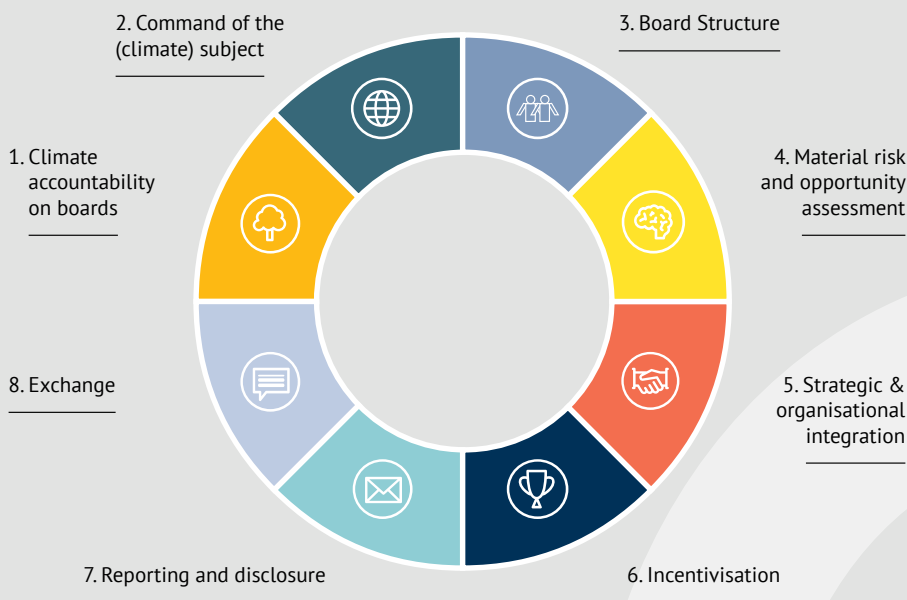 2. Command of the
(climate) subject
3. Board Structure
1. Climate
accountability
on boards
4. Material risk
and opportunity
assessment
8. Exchange
5. Strategic &
organisational
integration
7. Reporting and disclosure
6. Incentivisation